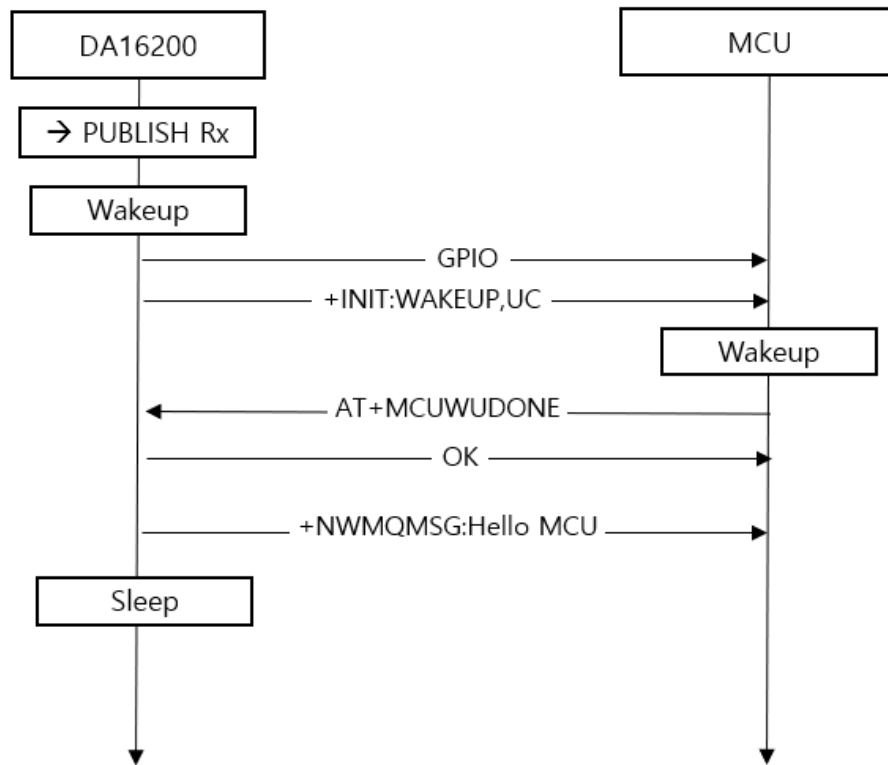 DA16200
MCU
→ PUBLISH Rx
Wakeup
GPIO
+INIT:WAKEUP,UC
Wakeup
AT+MCUWUDONE
OK
+NWMQMSG:Hello MCU
Sleep